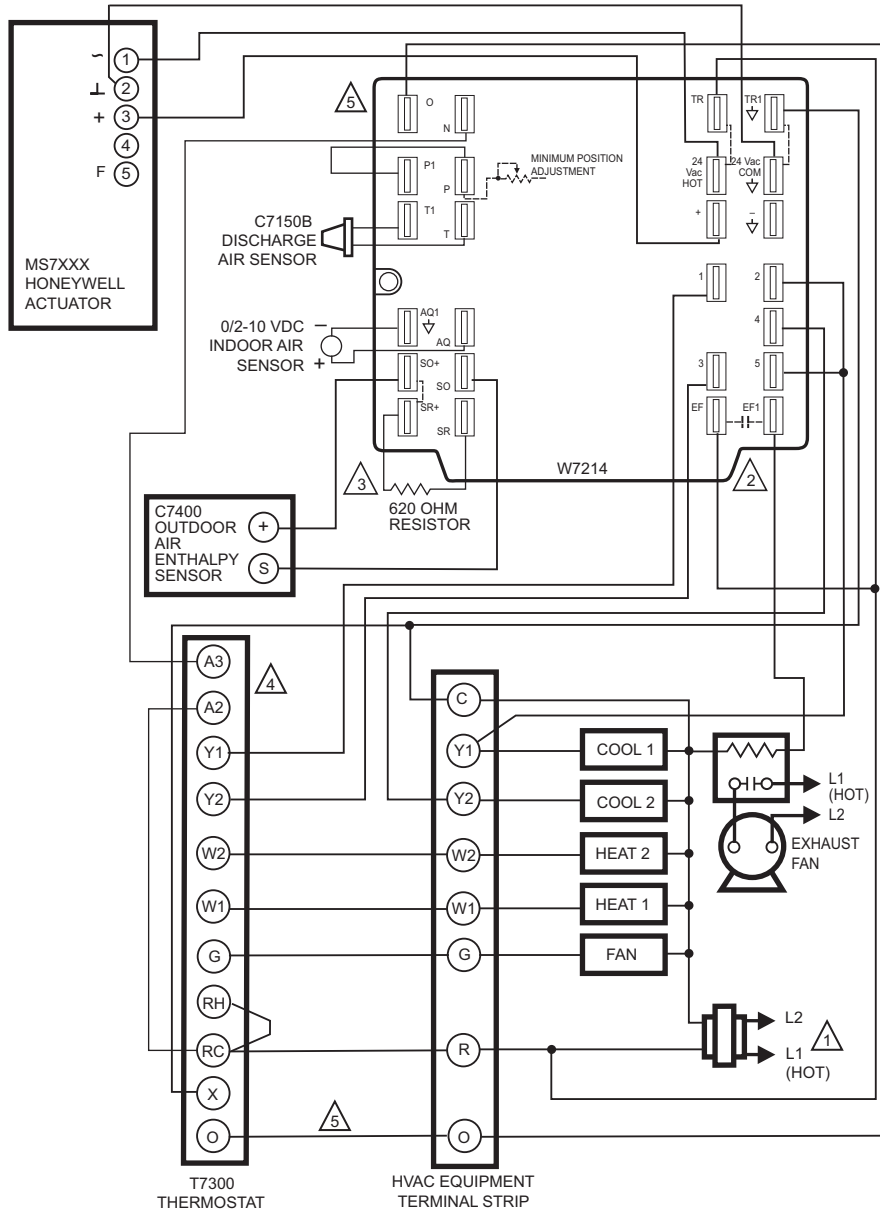 ~ 1
⊥ 2
+ 3
4
F 5
MS7XXX
HONEYWELL
ACTUATOR
5
O
N
P1
P
MINIMUM POSITION
ADJUSTMENT
T1
T
C7150B
DISCHARGE
AIR SENSOR
TR
TR1
24
Vac
HOT
24 Vac
COM
+
–
1
2
4
3
5
EF
EF1
0/2-10 VDC –
INDOOR AIR
SENSOR +
AQ1
AQ
SO+
SO
SR+
SR
W7214
3
2
620 OHM
RESISTOR
C7400
OUTDOOR
AIR
ENTHALPY
SENSOR
+
S
4
A3
A2
Y1
Y2
W2
W1
G
RH
RC
X
O
T7300
THERMOSTAT
C
Y1
Y2
W2
W1
G
R
O
HVAC EQUIPMENT
TERMINAL STRIP
5
COOL 1
COOL 2
HEAT 2
HEAT 1
FAN
L1
(HOT)
L2
EXHAUST
FAN
L2
L1
(HOT)
1